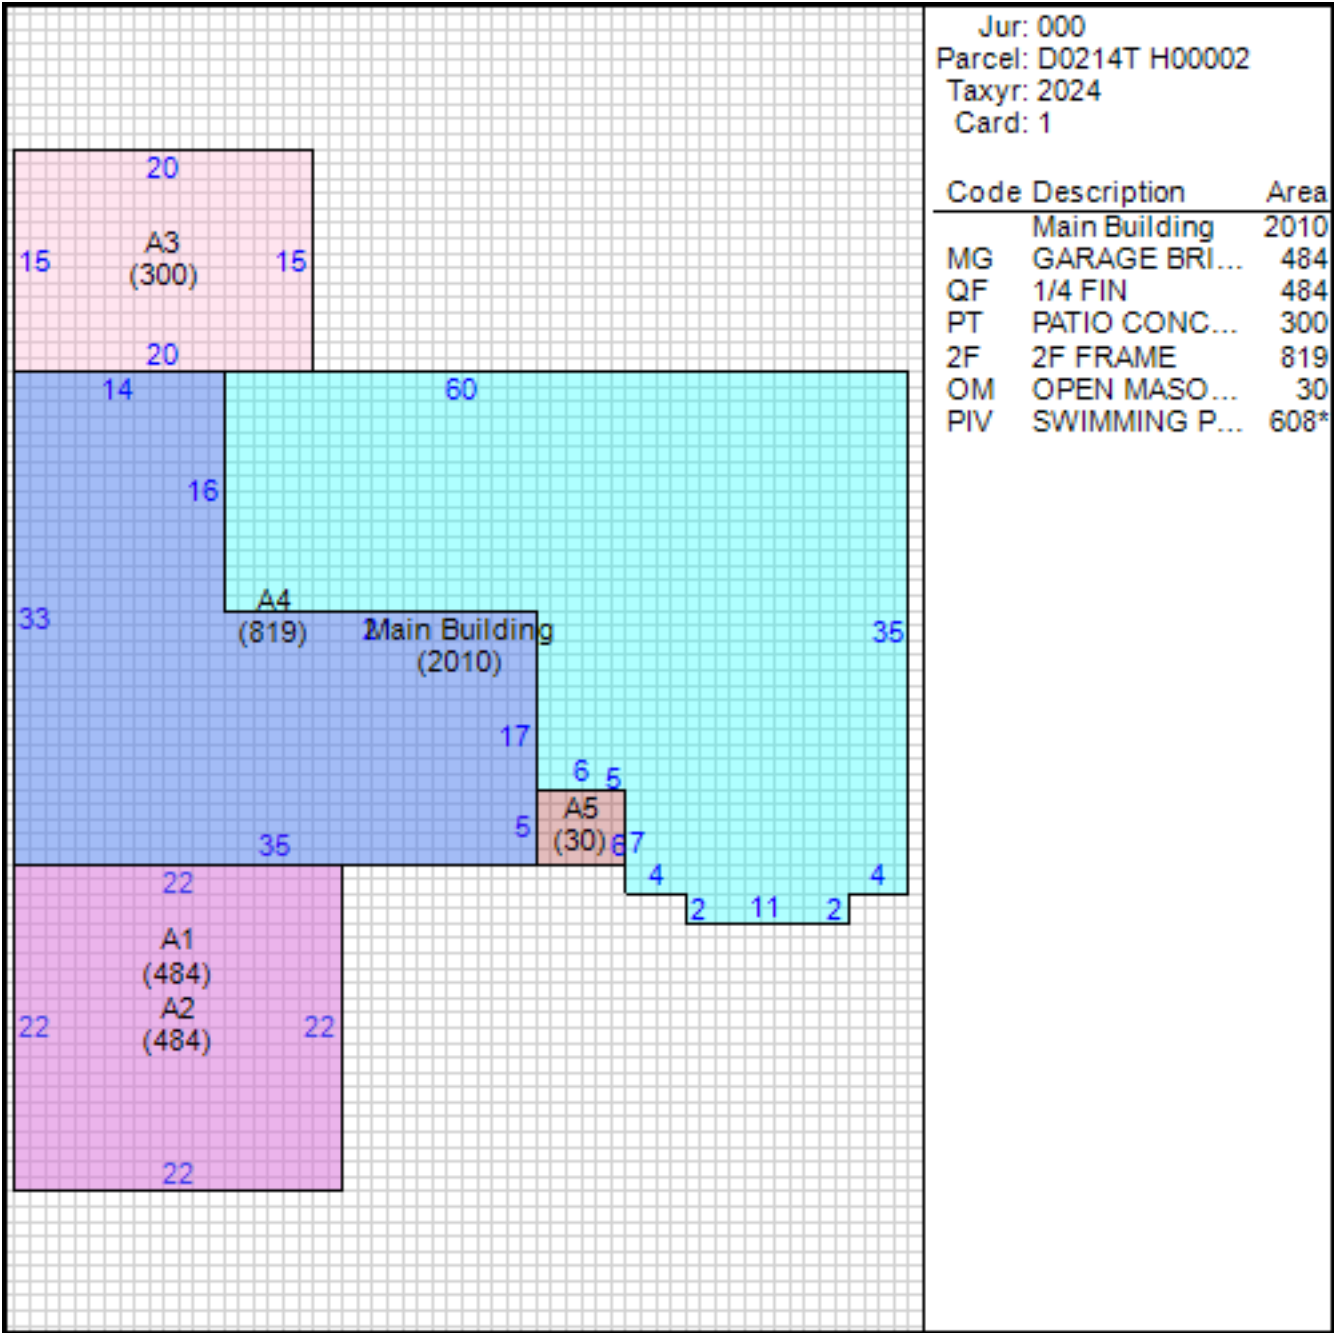 Jur: 000
Parcel: D0214T H00002
Taxyr: 2024
Card: 1
Code Description Area
Main Building 2010
MG GARAGE BRI... 484
QF 1/4 FIN 484
PT PATIO CONC... 300
2F 2F FRAME 819
OM OPEN MASO... 30
PIV SWIMMING P... 608*
20
A3
15 (300) 15
20
14 60
16
33
A4
(819)
Main Building
(2010)
35
17
6 5
A5
5 (30) 6 7
35
4 4
22
2 11 2
A1
(484)
A2
22 (484) 22
22